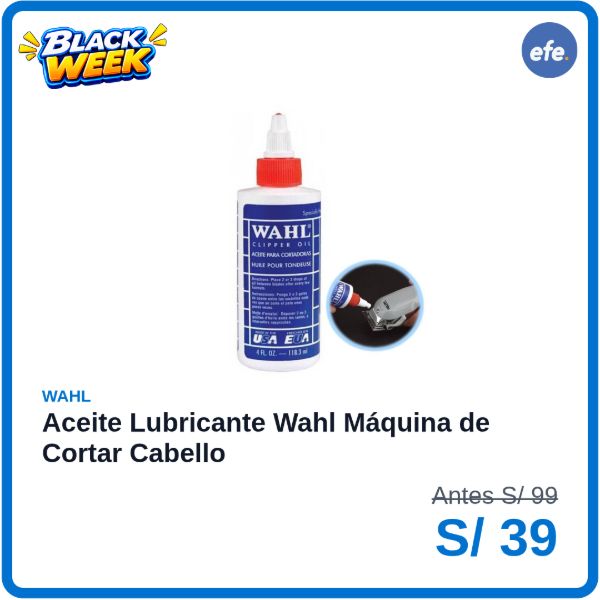 BLACK
WEEK
efe.
WAHL
CLIPPER OIL
ACEITE PARA CORTADORAS
HUILE POUR TONDEUSE
USA
4 FL. OZ. — 118.3 ml
WAHL
Aceite Lubricante Wahl Máquina de
Cortar Cabello
Antes S/ 99
S/ 39